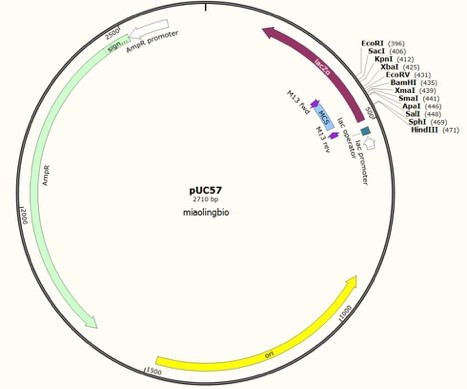 EcoRI (396)
SacI (406)
KpnI (412)
XbaI (425)
EcoRV (431)
BamHI (435)
XmaI (439)
SmaI (441)
ApaI (446)
SalI (448)
SphI (469)
HindIII (471)
2500
sign...
AmpR promoter
lacZα
500
M13 fwd
MCS
M13 rev
lac operator
lac promoter
AmpR
2000
pUC57
2710 bp
miaolingbio
1000
ori
1500